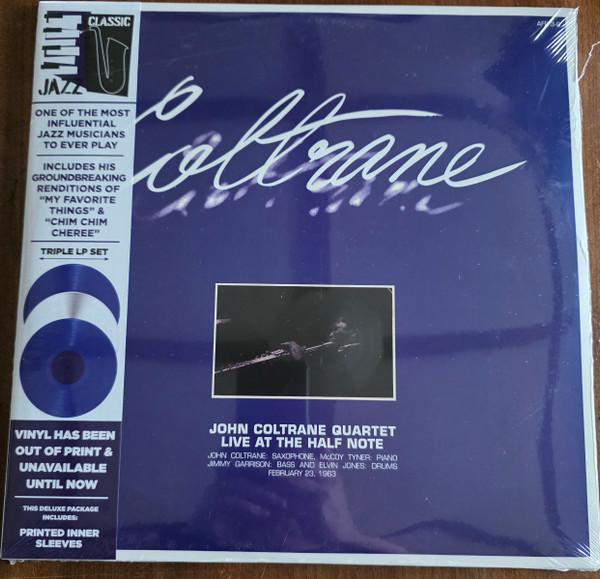 CLASSIC
JAZZ
ONE OF THE MOST
INFLUENTIAL
JAZZ MUSICIANS
TO EVER PLAY
INCLUDES HIS
GROUNDBREAKING
RENDITIONS OF
"MY FAVORITE
THINGS" &
"CHIM CHIM
CHEREE"
TRIPLE LP SET
VINYL HAS BEEN
OUT OF PRINT &
UNAVAILABLE
UNTIL NOW
THIS DELUXE PACKAGE
INCLUDES:
PRINTED INNER
SLEEVES
Coltrane
JOHN COLTRANE QUARTET
LIVE AT THE HALF NOTE
JOHN COLTRANE: SAXOPHONE, McCOY TYNER: PIANO
JIMMY GARRISON: BASS AND ELVIN JONES: DRUMS
FEBRUARY 23, 1963